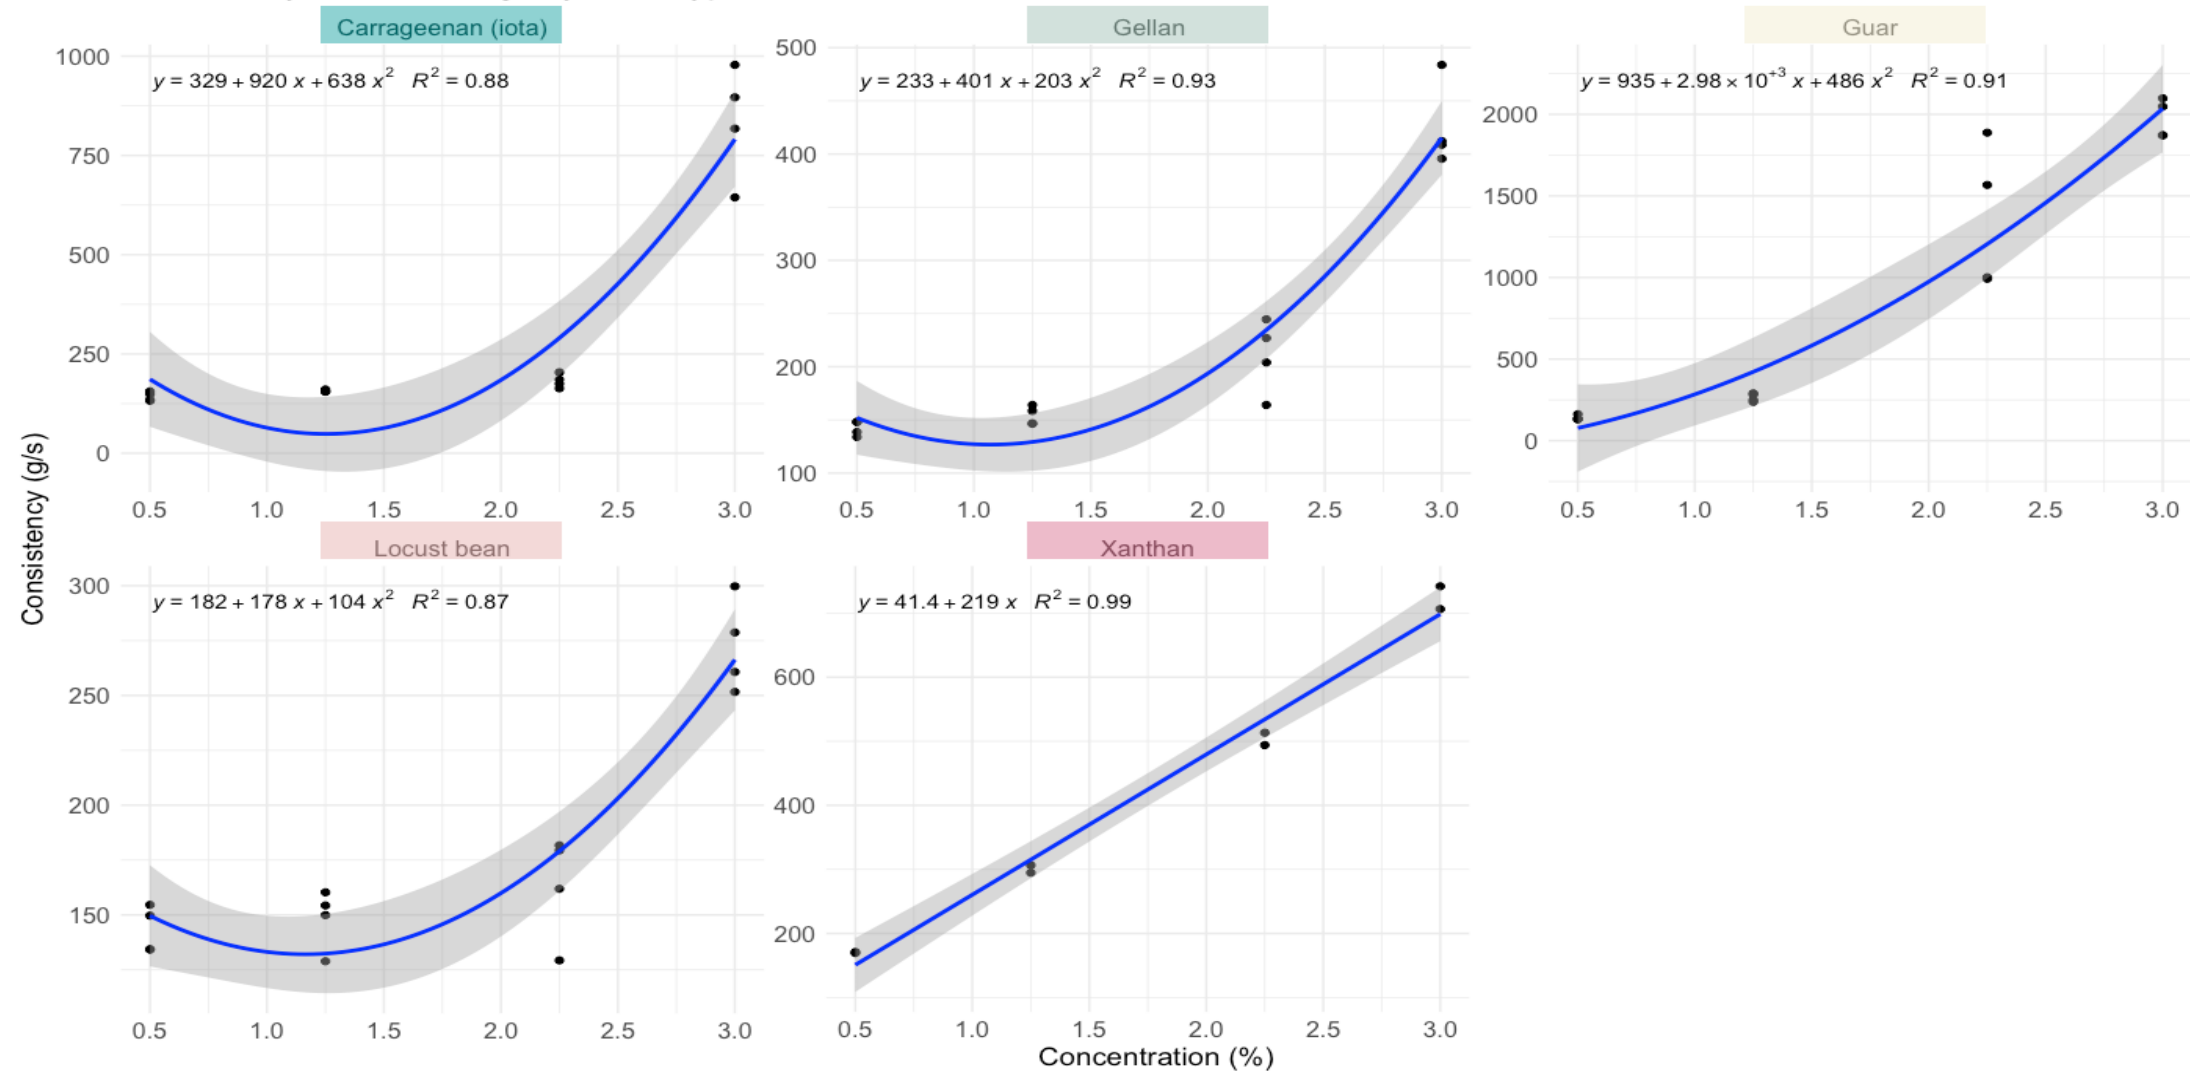 Carrageenan (iota)
y = 329 + 920 x + 638 x² R² = 0.88
1000
750
500
250
0
0.5 1.0 1.5 2.0 2.5 3.0
Gellan
y = 233 + 401 x + 203 x² R² = 0.93
500
400
300
200
100
0.5 1.0 1.5 2.0 2.5 3.0
Guar
y = 935 + 2.98 × 10⁺³ x + 486 x² R² = 0.91
2000
1500
1000
500
0
0.5 1.0 1.5 2.0 2.5 3.0
Consistency (g/s)
Locust bean
y = 182 + 178 x + 104 x² R² = 0.87
300
250
200
150
0.5 1.0 1.5 2.0 2.5 3.0
Xanthan
y = 41.4 + 219 x R² = 0.99
600
400
200
0.5 1.0 1.5 2.0 2.5 3.0
Concentration (%)